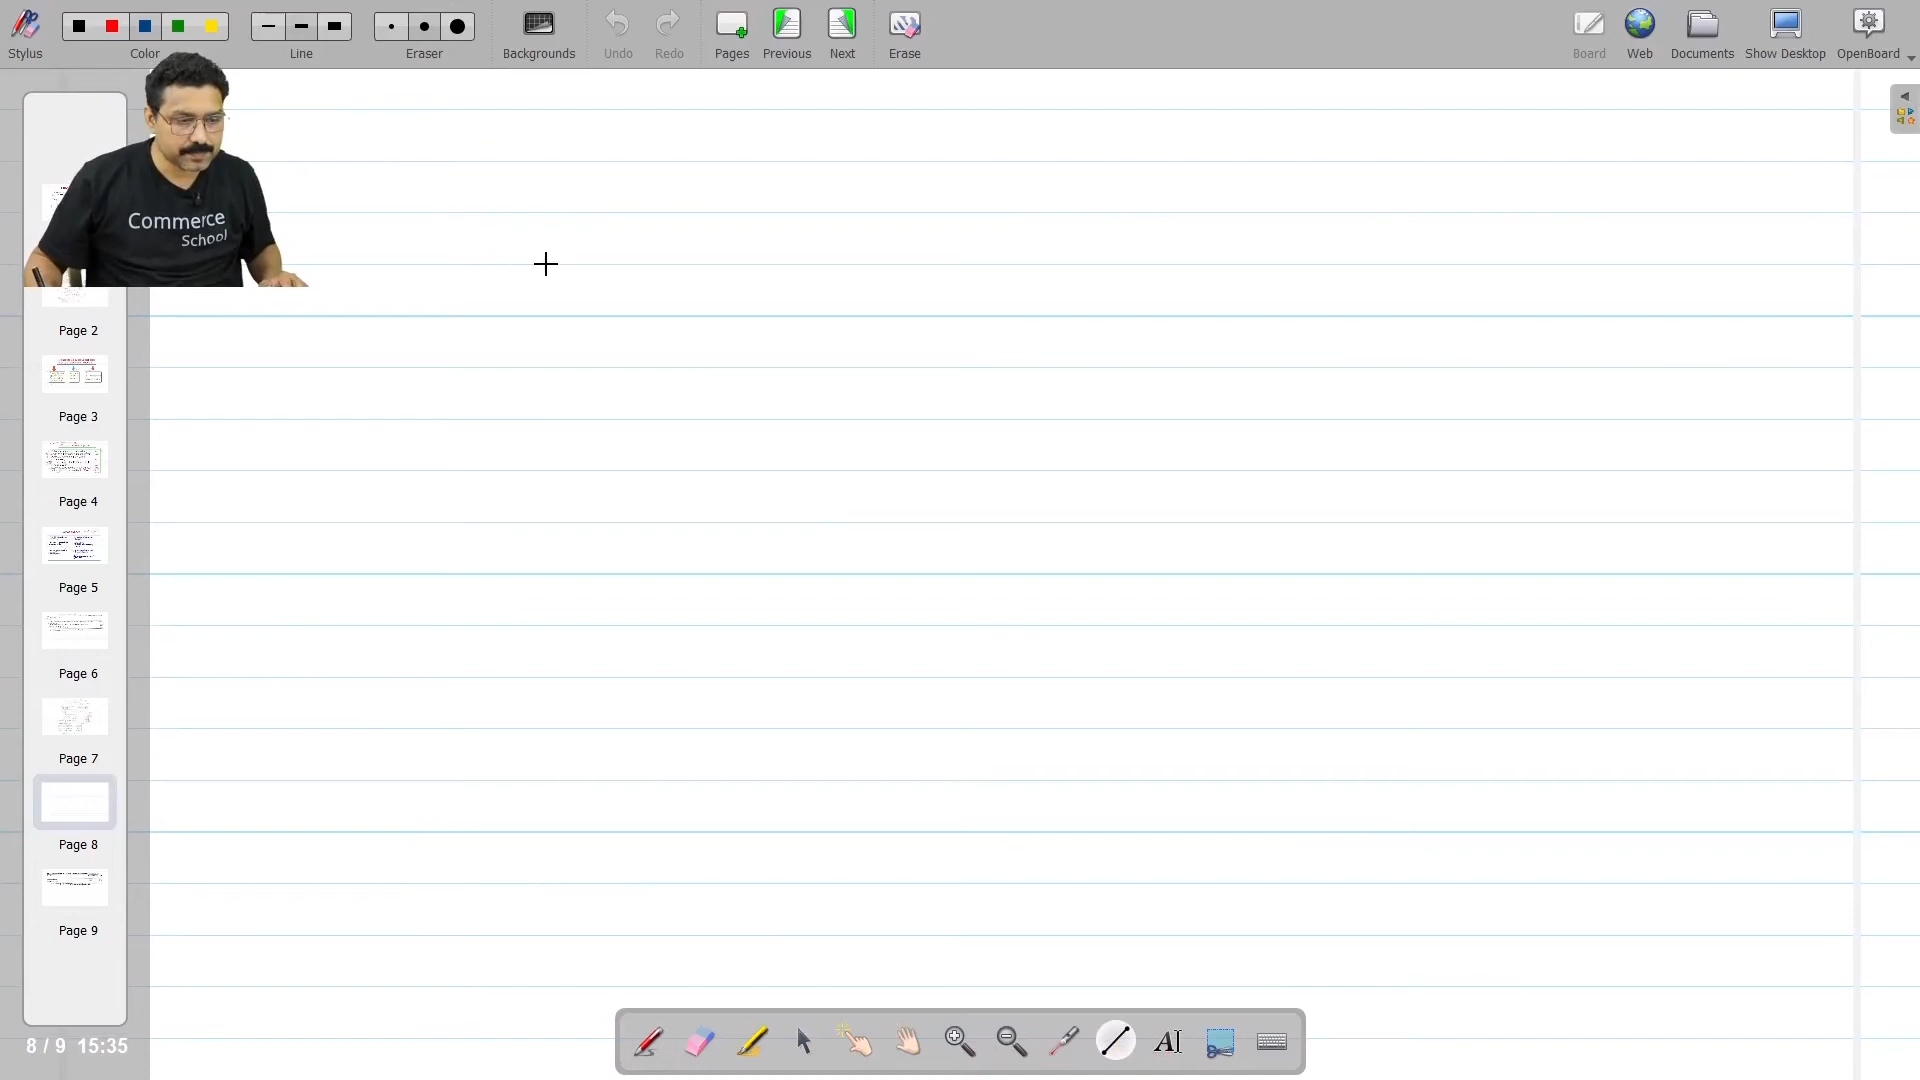 Stylus
Color
Line
Eraser
Backgrounds
Undo
Redo
Pages
Previous
Next
Erase
Board
Web
Documents
Show Desktop
OpenBoard
Commerce
School
Page 2
Page 3
Page 4
Page 5
Page 6
Page 7
Page 8
Page 9
8 / 9 15:35